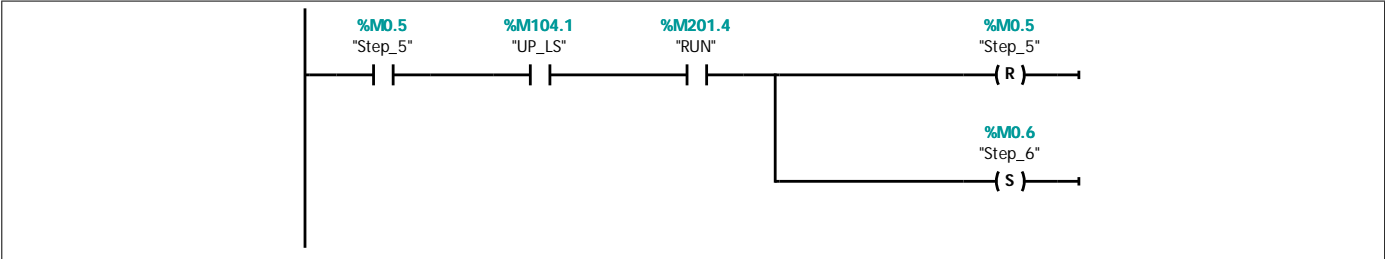 %M0.5 %M104.1 %M201.4 %M0.5
"Step_5" "UP_LS" "RUN" "Step_5"
R
%M0.6
"Step_6"
S